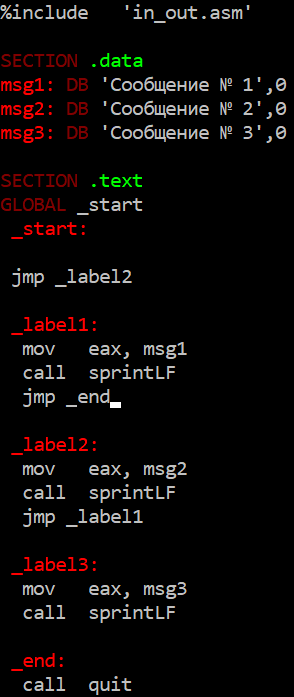 %include   'in_out.asm'
SECTION .data
msg1: DB 'Сообщение № 1',0
msg2: DB 'Сообщение № 2',0
msg3: DB 'Сообщение № 3',0
SECTION .text
GLOBAL _start
_start:
jmp _label2
_label1:
mov   eax, msg1
call  sprintLF
jmp _end
_label2:
mov   eax, msg2
call  sprintLF
jmp _label1
_label3:
mov   eax, msg3
call  sprintLF
_end:
call  quit